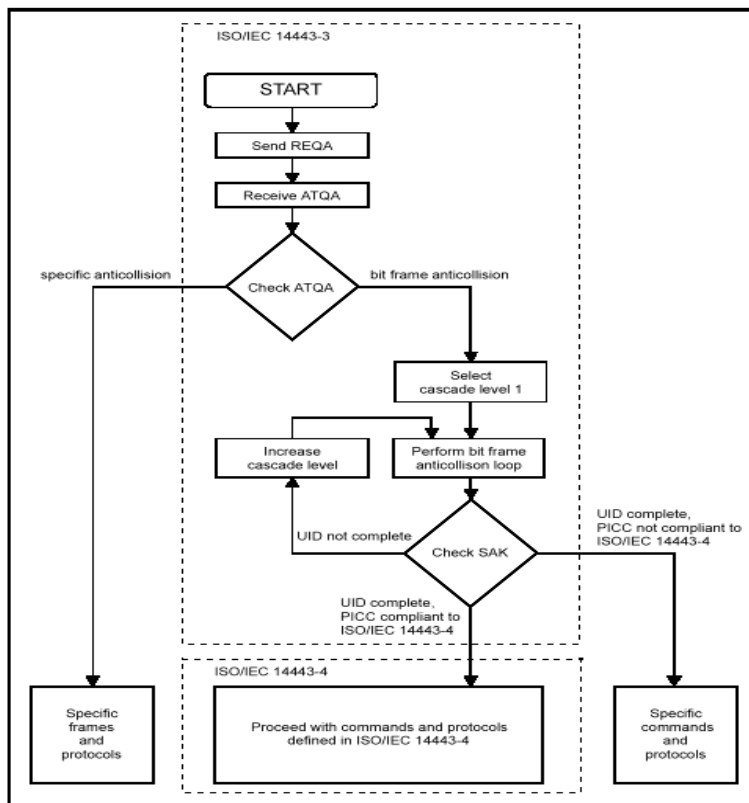 ISO/IEC 14443-3
START
Send REQA
Receive ATQA
specific anticollision
Check ATQA
bit frame anticollision
Select
cascade level 1
Increase
cascade level
Perform bit frame
anticollison loop
UID not complete
Check SAK
UID complete,
PICC not compliant to
ISO/IEC 14443-4
UID complete,
PICC compliant to
ISO/IEC 14443-4
ISO/IEC 14443-4
Specific
frames
and
protocols
Proceed with commands and protocols
defined in ISO/IEC 14443-4
Specific
commands
and
protocols